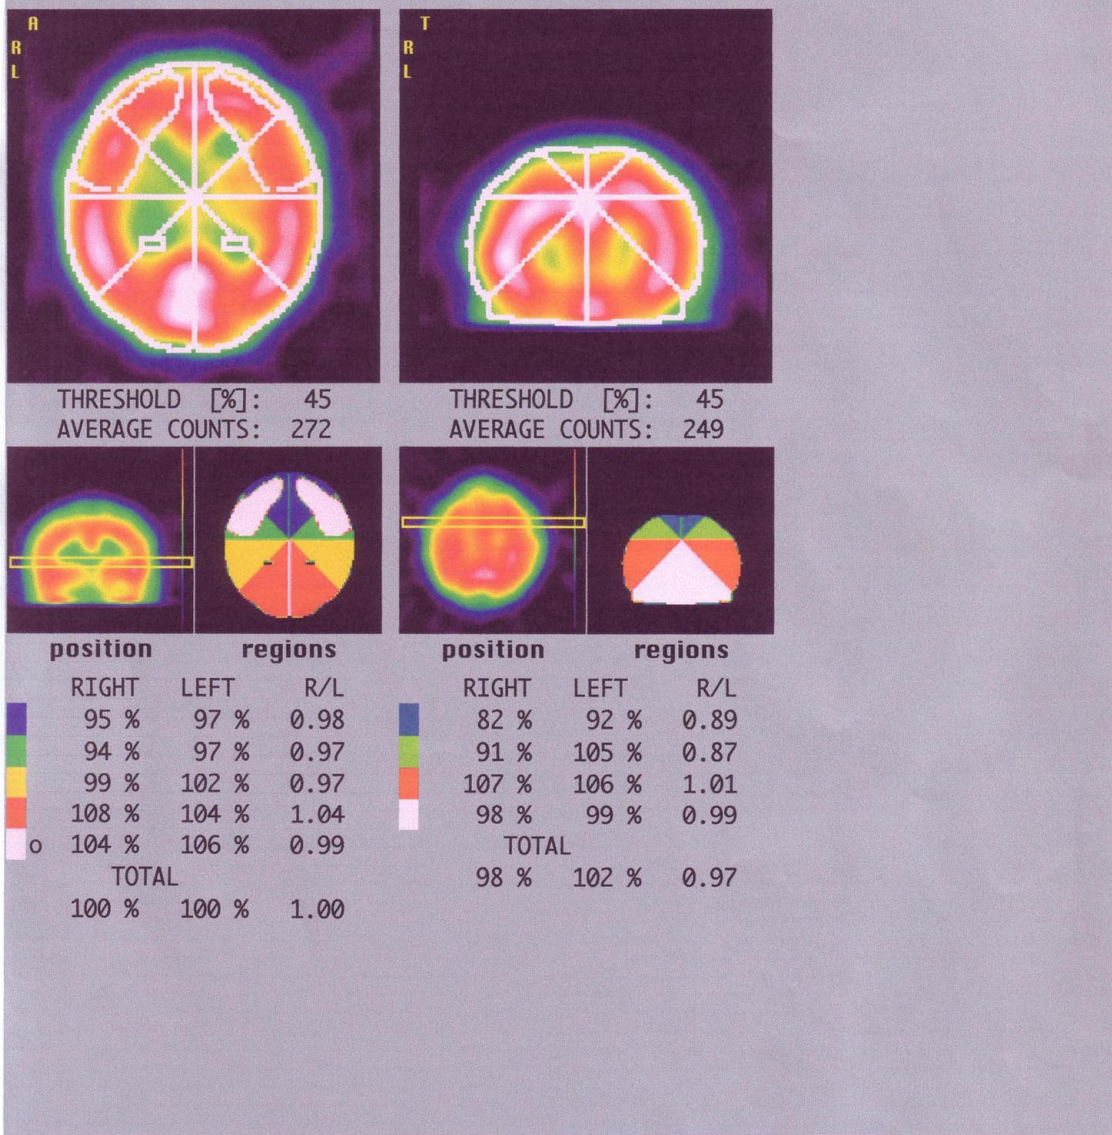 A
R
L
T
R
L
THRESHOLD [%]: 45
AVERAGE COUNTS: 272
THRESHOLD [%]: 45
AVERAGE COUNTS: 249
position regions
RIGHT LEFT R/L
95 % 97 % 0.98
94 % 97 % 0.97
99 % 102 % 0.97
108 % 104 % 1.04
o 104 % 106 % 0.99
TOTAL
100 % 100 % 1.00
position regions
RIGHT LEFT R/L
82 % 92 % 0.89
91 % 105 % 0.87
107 % 106 % 1.01
98 % 99 % 0.99
TOTAL
98 % 102 % 0.97